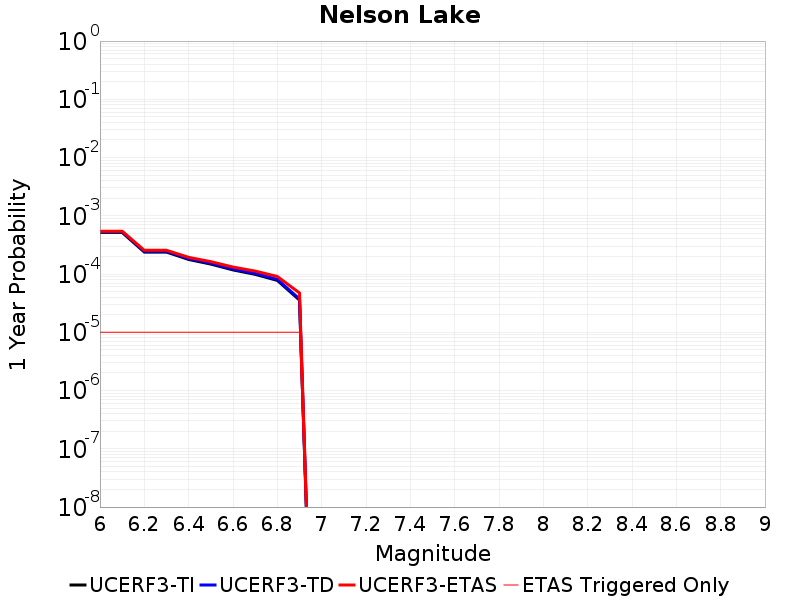 Nelson Lake
1 Year Probability
10^0
10^-1
10^-2
10^-3
10^-4
10^-5
10^-6
10^-7
10^-8
6 6.2 6.4 6.6 6.8 7 7.2 7.4 7.6 7.8 8 8.2 8.4 8.6 8.8 9
Magnitude
UCERF3-TI UCERF3-TD UCERF3-ETAS ETAS Triggered Only